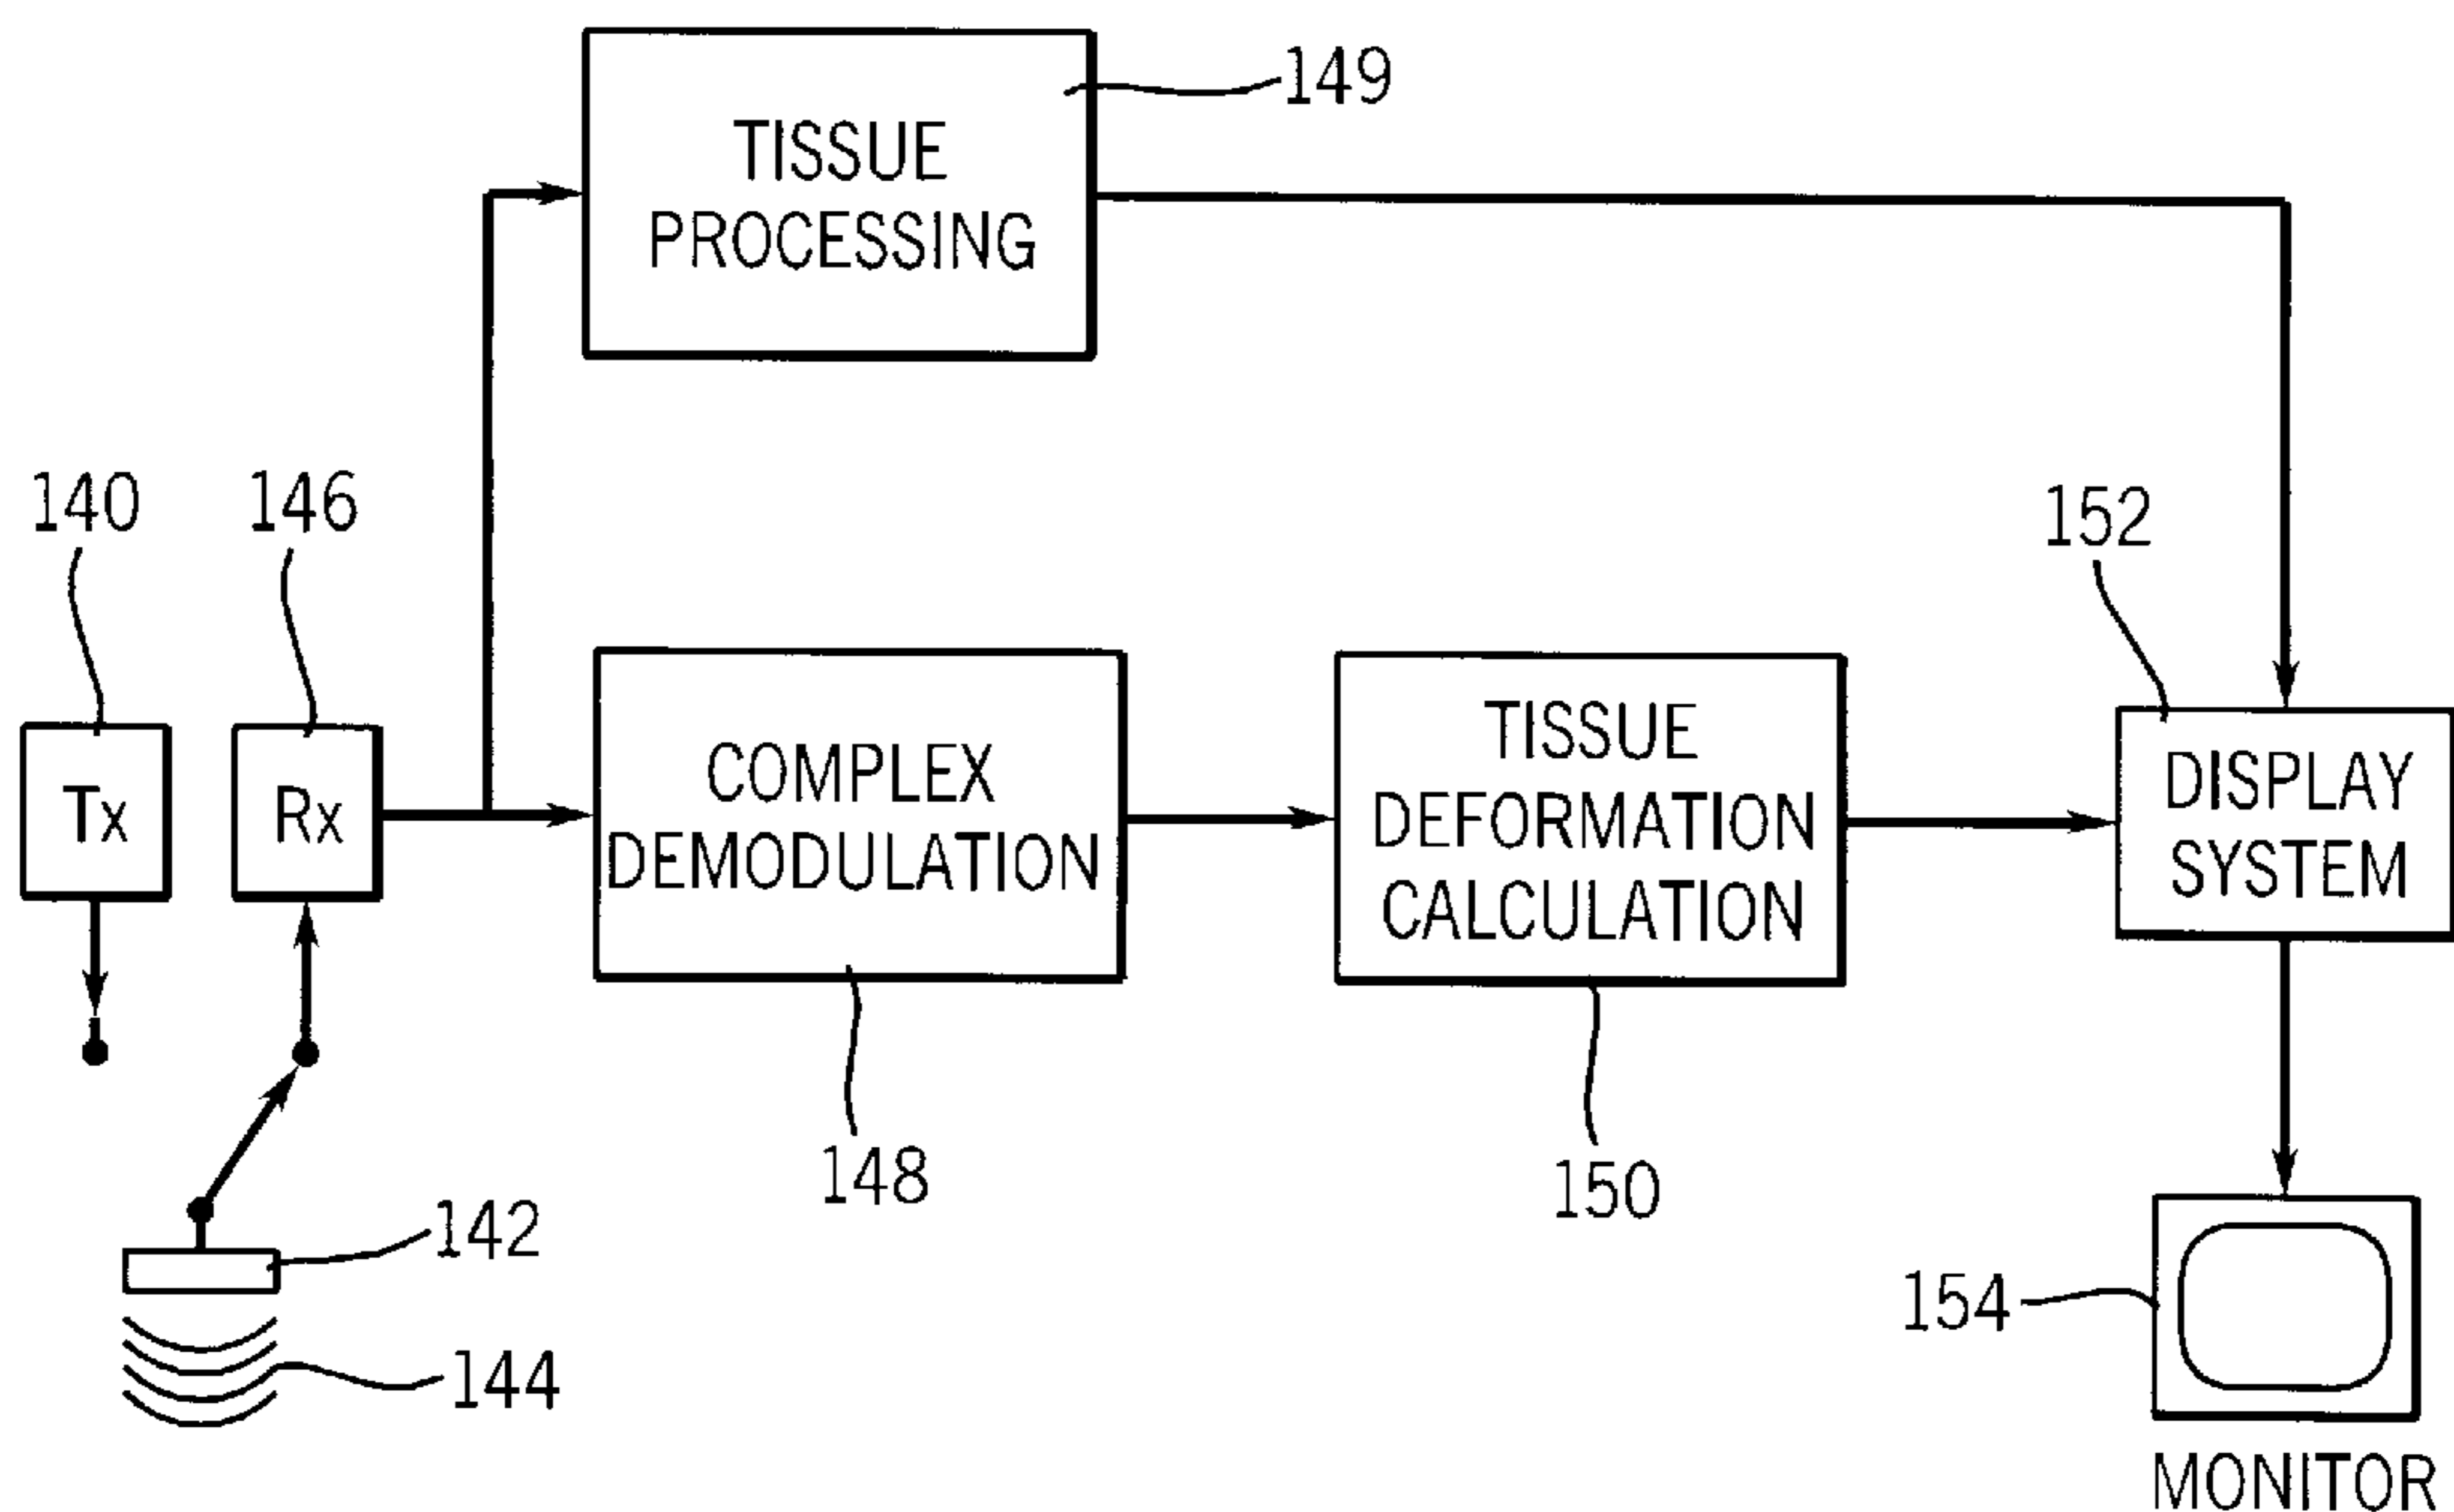 149
TISSUE
PROCESSING
140
146
152
Tx
Rx
COMPLEX
DEMODULATION
TISSUE
DEFORMATION
CALCULATION
DISPLAY
SYSTEM
148
150
142
144
154
MONITOR